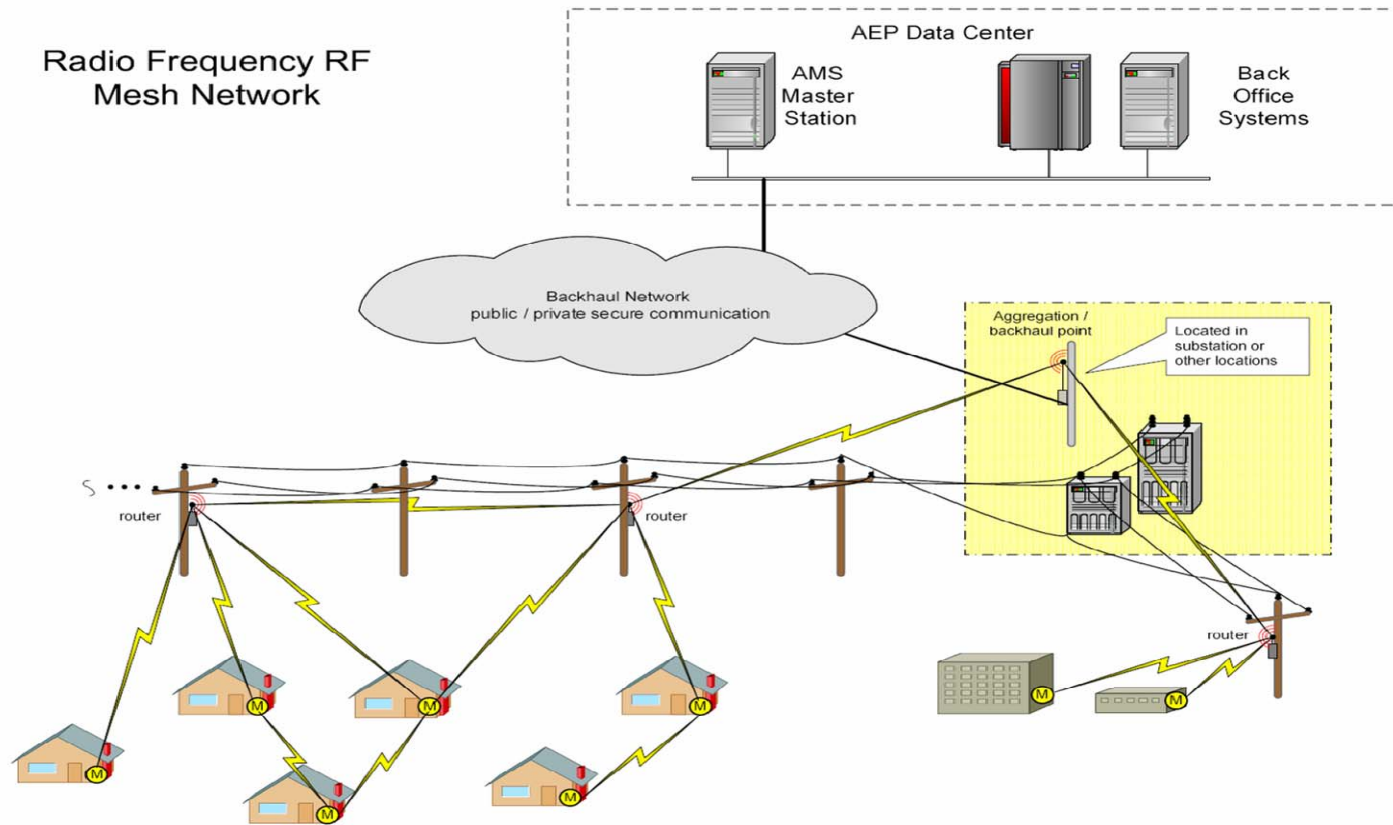 Radio Frequency RF
Mesh Network
AEP Data Center
AMS
Master
Station
Back
Office
Systems
Backhaul Network
public / private secure communication
Aggregation /
backhaul point
Located in
substation or
other locations
S ...
router
router
router
M
M
M
M
M
M
M
M